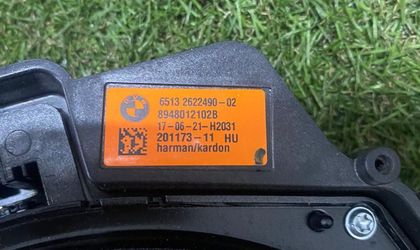 6513 2622490-02
8948012102B
17-06-21-H2031
201173-11 HU
harman/kardon